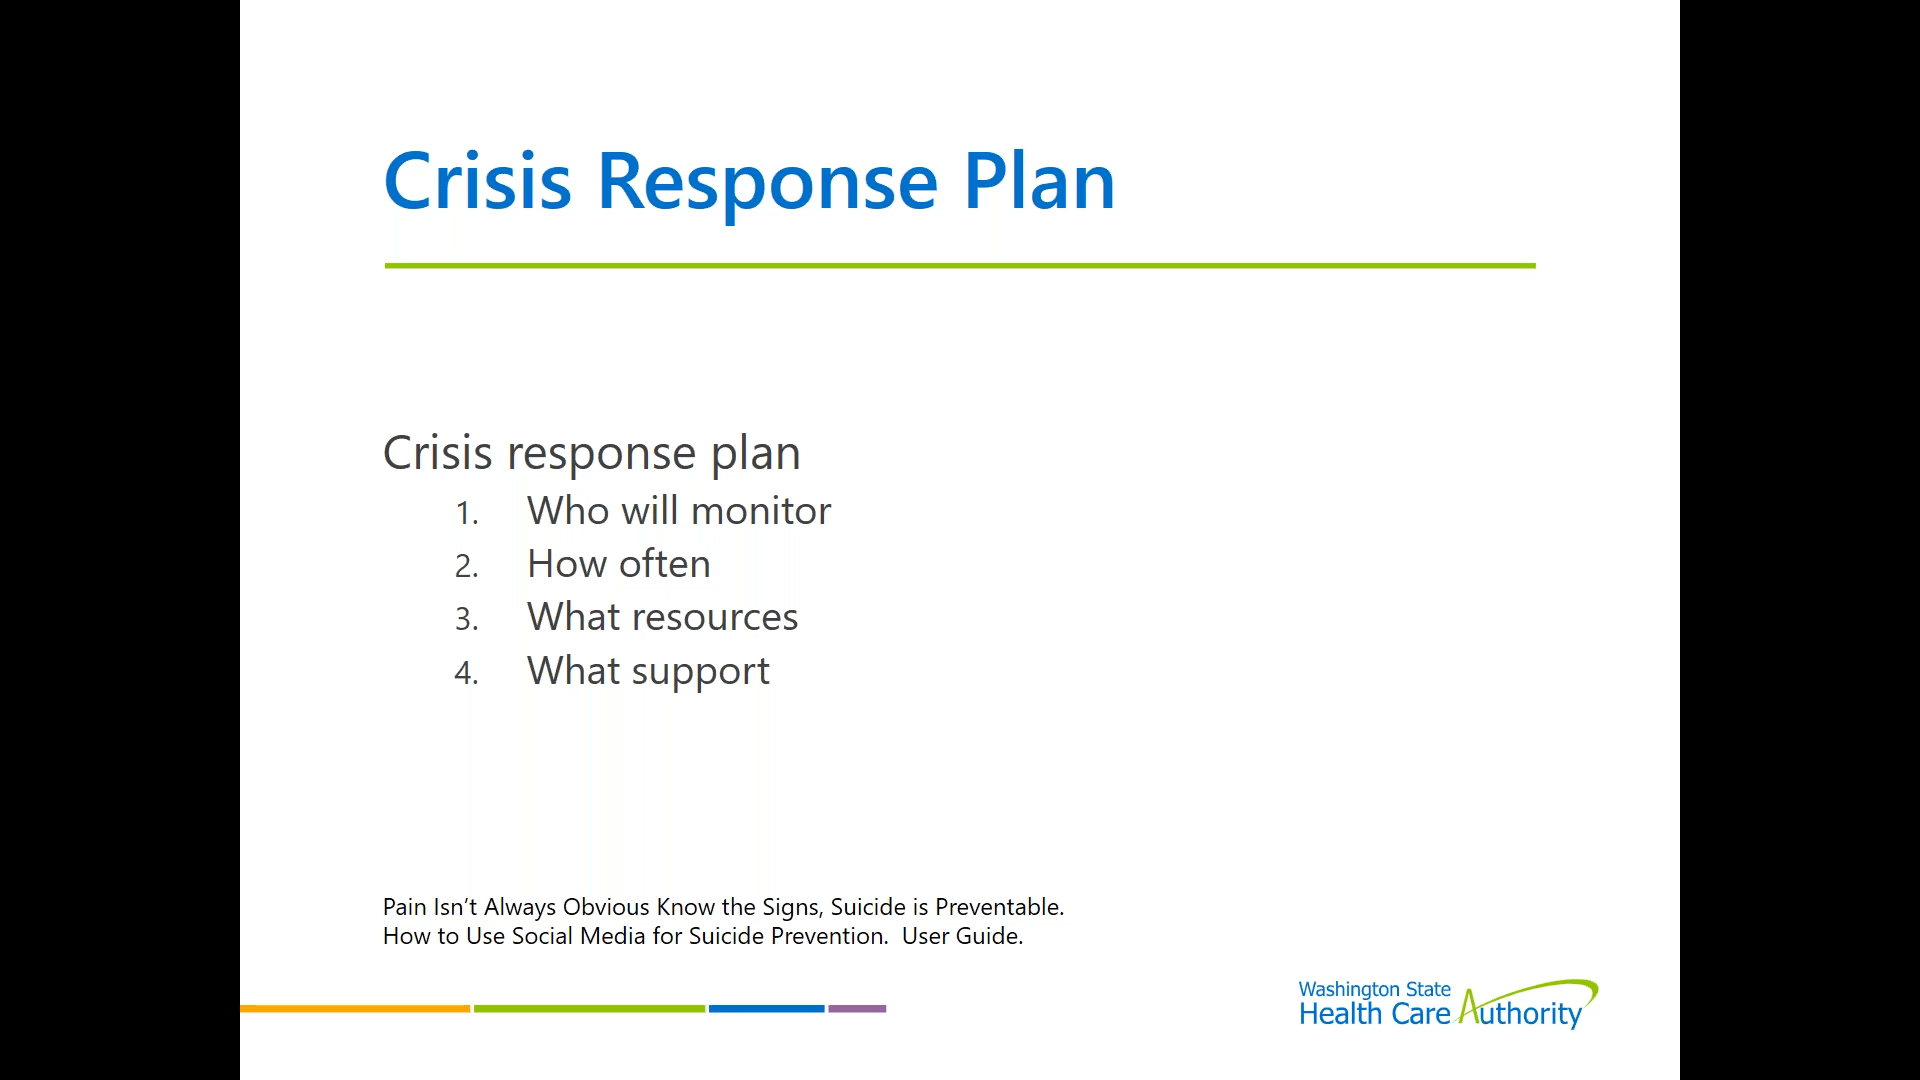 Crisis Response Plan
Crisis response plan
1. Who will monitor
2. How often
3. What resources
4. What support
Pain Isn’t Always Obvious Know the Signs, Suicide is Preventable.
How to Use Social Media for Suicide Prevention.  User Guide.
Washington State
Health Care Authority